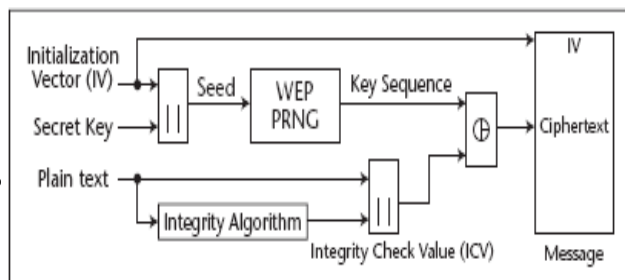 Initialization
Vector (IV)
Secret Key
Plain text
||
Seed
WEP
PRNG
Key Sequence
IV
Ciphertext
||
Integrity Algorithm
Integrity Check Value (ICV)
Message